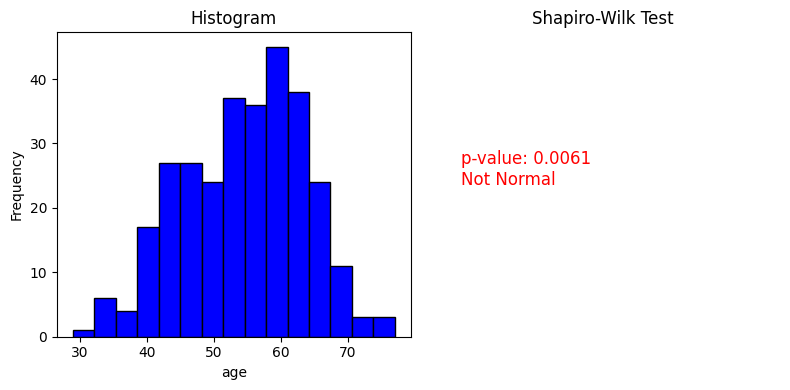 Histogram
Frequency
40
30
20
10
0
30 40 50 60 70
age
Shapiro-Wilk Test
p-value: 0.0061
Not Normal